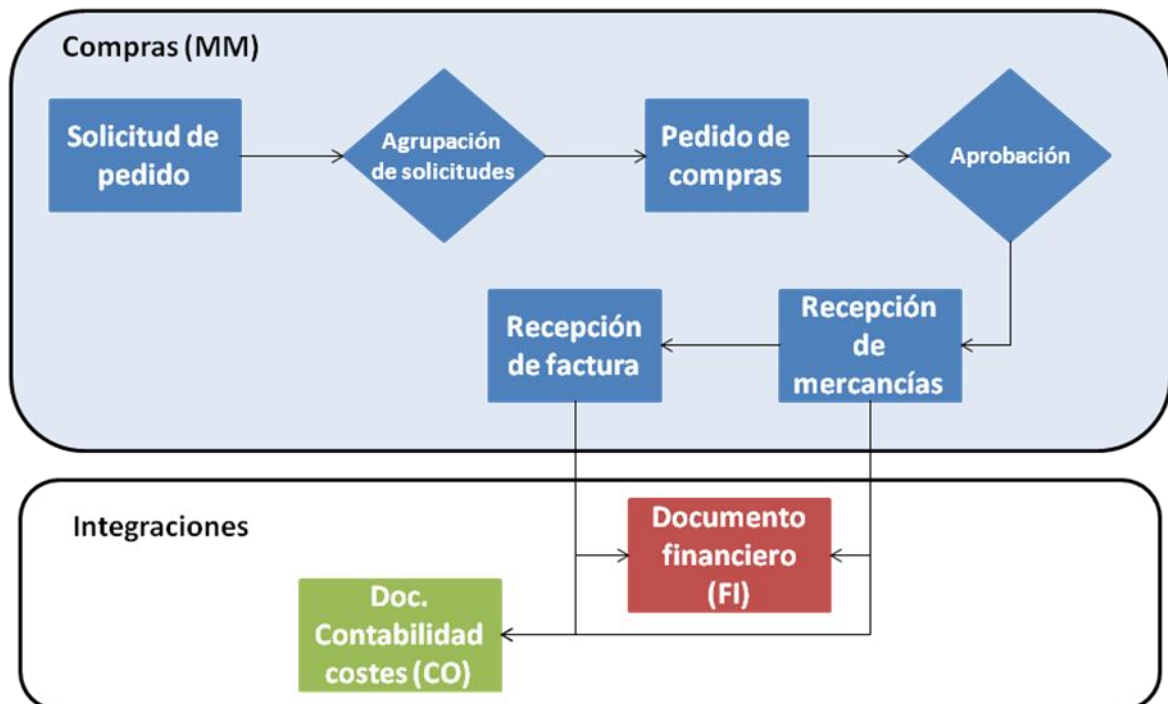 Compras (MM)
Solicitud de
pedido
Agrupación
de solicitudes
Pedido de
compras
Aprobación
Recepción
de factura
Recepción
de
mercancías
Integraciones
Documento
financiero
(FI)
Doc.
Contabilidad
costes (CO)